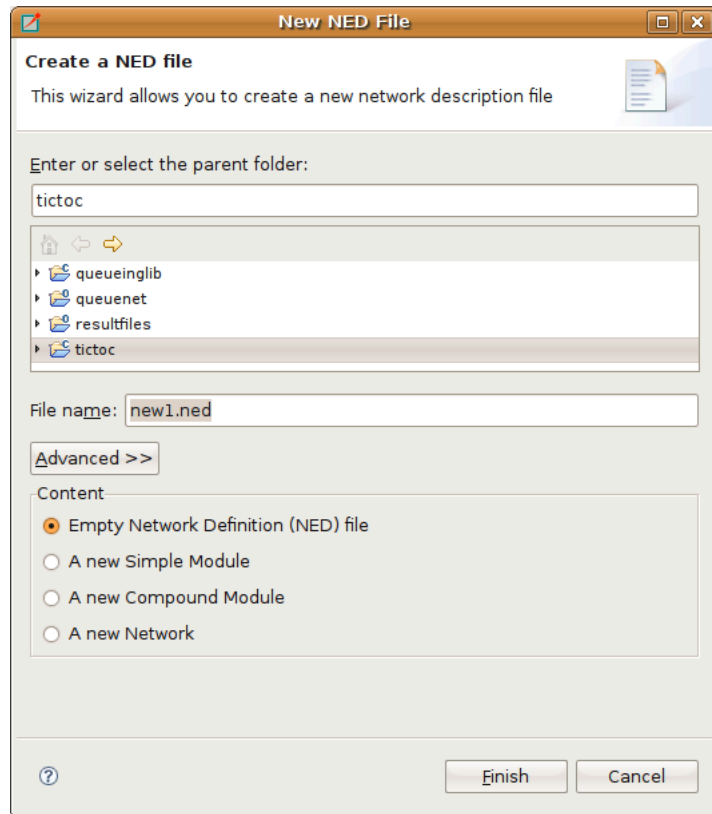 New NED File
Create a NED file
This wizard allows you to create a new network description file
Enter or select the parent folder:
tictoc
queueinglib
queuenet
resultfiles
tictoc
File name: new1.ned
Advanced >>
Content
Empty Network Definition (NED) file
A new Simple Module
A new Compound Module
A new Network
Finish Cancel